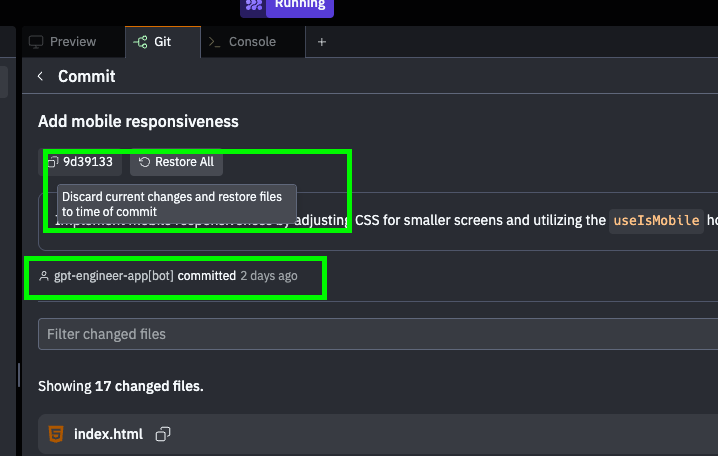 Running
Preview
Git
Console
Commit
Add mobile responsiveness
9d39133
Restore All
Discard current changes and restore files
to time of commit
adjusting CSS for smaller screens and utilizing the useIsMobile
gpt-engineer-app[bot] committed 2 days ago
Filter changed files
Showing 17 changed files.
index.html